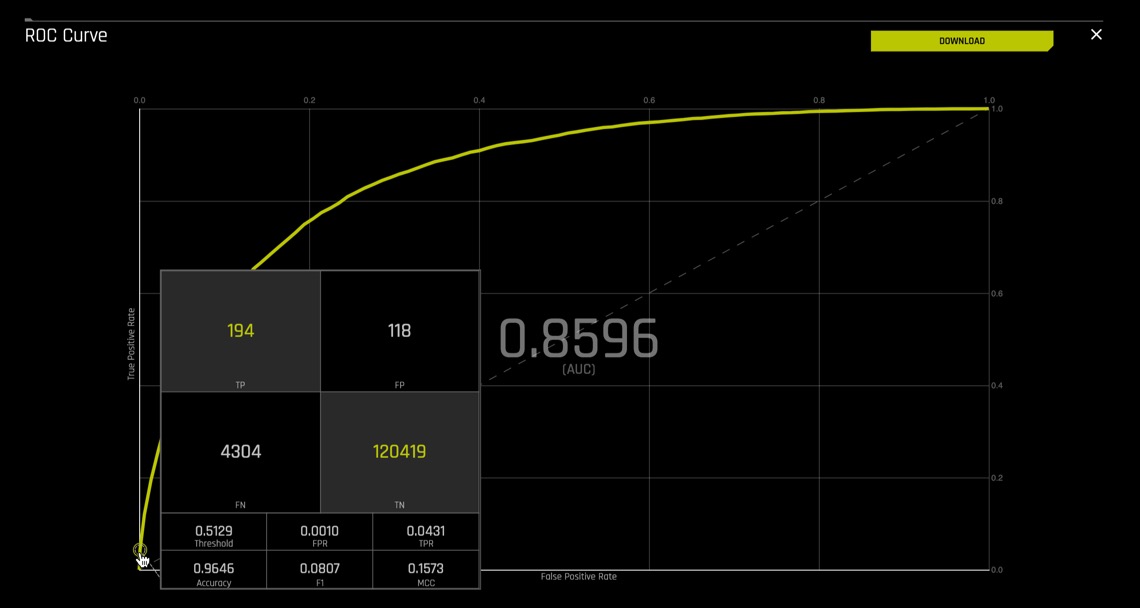 ROC Curve
DOWNLOAD
0.0 0.2 0.4 0.6 0.8 1.0
1.0
0.8
0.6
0.4
0.2
0.0
True Positive Rate
False Positive Rate
0.8596
(AUC)
194
TP
118
FP
4304
FN
120419
TN
0.5129 0.0010 0.0431
Threshold FPR TPR
0.9646 0.0807 0.1573
Accuracy F1 MCC